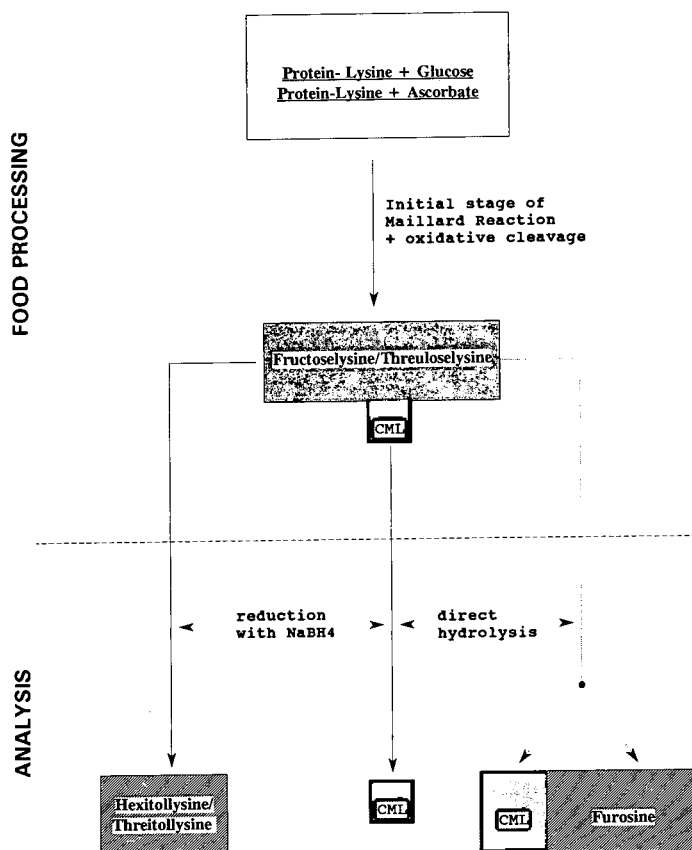 Protein- Lysine + Glucose
Protein-Lysine + Ascorbate
FOOD PROCESSING
Initial stage of
Maillard Reaction
+ oxidative cleavage
Fructoselysine/Threuloselysine
CML
reduction
with NaBH4
direct
hydrolysis
ANALYSIS
Hexitollysine/
Threitollysine
CML
CML
Furosine